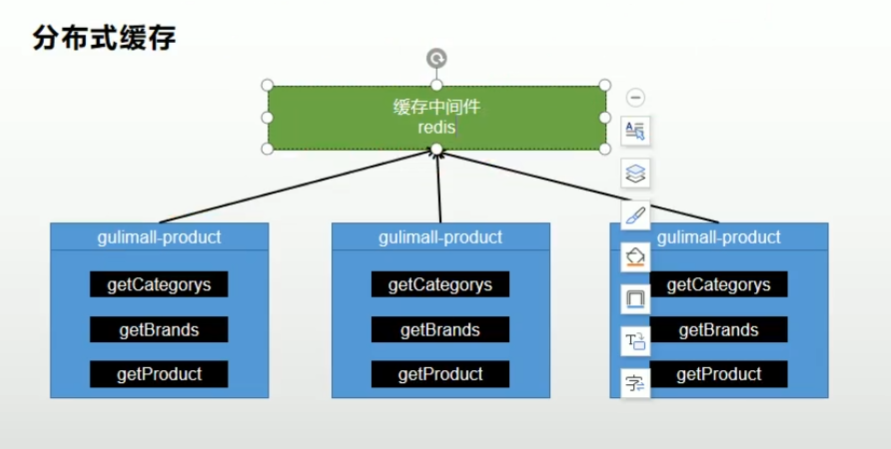 分布式缓存
缓存中间件
redis
gulimall-product
getCategorys
getBrands
getProduct
gulimall-product
getCategorys
getBrands
getProduct
gulimall-product
getCategorys
getBrands
getProduct
字